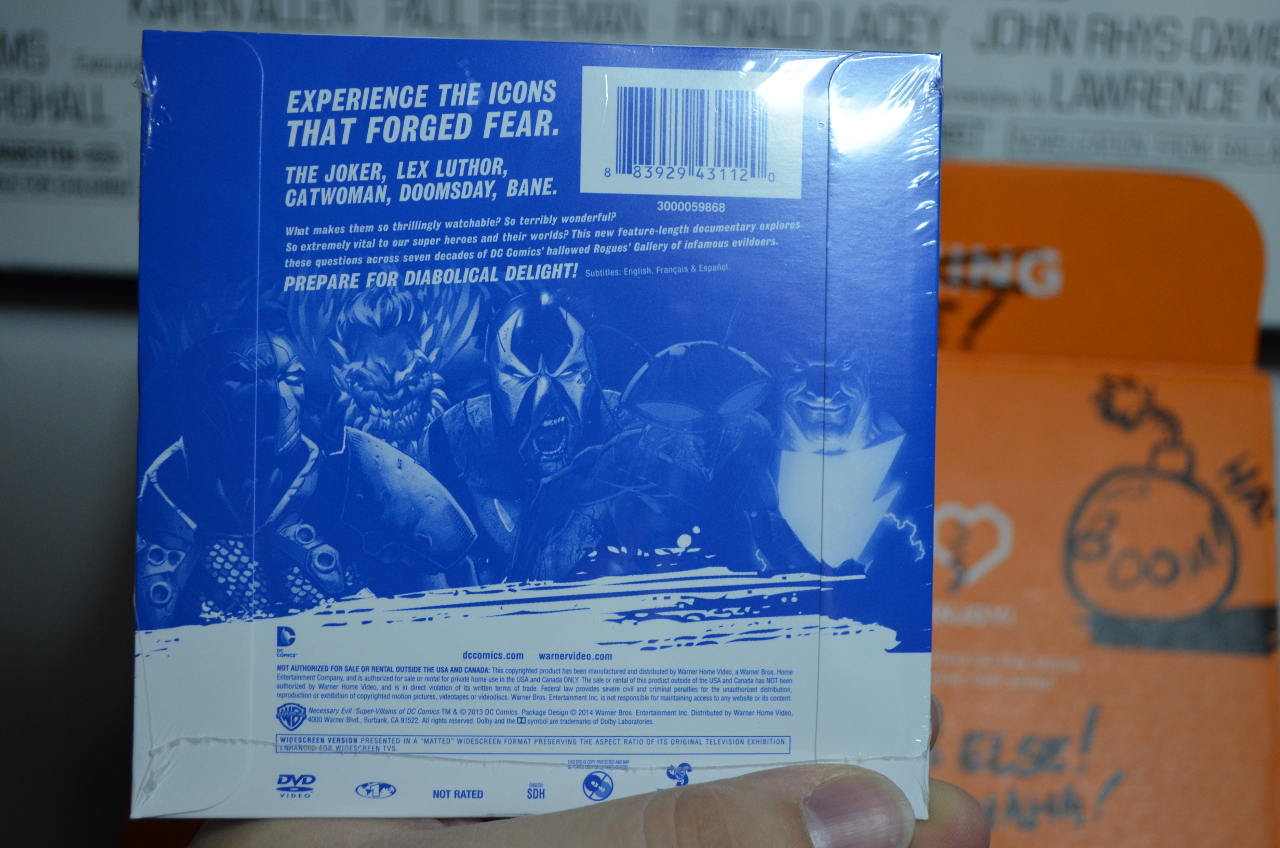 KAREN ALLEN PAUL FREEMAN RONALD LACEY JOHN RHYS-DAVIES
LAWRENCE K
EXPERIENCE THE ICONS
THAT FORGED FEAR.
THE JOKER, LEX LUTHOR,
CATWOMAN, DOOMSDAY, BANE.
8 83929 43112 0
3000059868
What makes them so thrillingly watchable? So terribly wonderful?
So extremely vital to our super heroes and their worlds? This new feature-length documentary explores
these questions across seven decades of DC Comics' hallowed Rogues' Gallery of infamous evildoers.
PREPARE FOR DIABOLICAL DELIGHT! Subtitles: English, Français & Español.
KING
HA
BOOM!
ELSE!
HAHA!
DC
COMICS™
dccomics.com warnervideo.com
NOT AUTHORIZED FOR SALE OR RENTAL OUTSIDE THE USA AND CANADA: This copyrighted product has been manufactured and distributed by Warner Home Video, a Warner Bros. Home
Entertainment Company, and is authorized for sale or rental for private home use in the USA and Canada ONLY. The sale or rental of this product outside of the USA and Canada has NOT been
authorized by Warner Home Video, and is in direct violation of its written terms of trade. Federal law provides severe civil and criminal penalties for the unauthorized distribution,
reproduction or exhibition of copyrighted motion pictures, videotapes or videodiscs. Warner Bros. Entertainment Inc. is not responsible for maintaining access to any website or its content.
WB
Necessary Evil: Super-Villains of DC Comics TM & © 2013 DC Comics. Package Design © 2014 Warner Bros. Entertainment Inc. Distributed by Warner Home Video,
4000 Warner Blvd., Burbank, CA 91522. All rights reserved. Dolby and the symbol are trademarks of Dolby Laboratories.
WIDESCREEN VERSION PRESENTED IN A "MATTED" WIDESCREEN FORMAT PRESERVING THE ASPECT RATIO OF ITS ORIGINAL TELEVISION EXHIBITION.
ENHANCED FOR WIDESCREEN TVS.
DVD
VIDEO
1
NOT RATED
ENGLISH
SDH